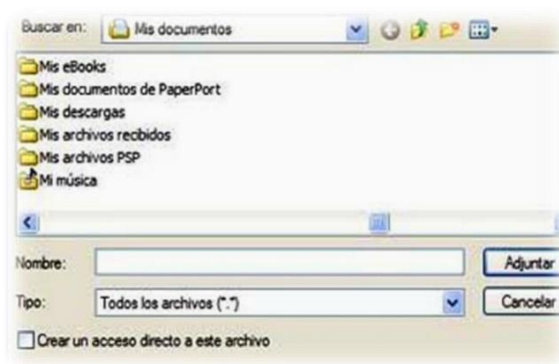 Buscar en: Mis documentos
Mis eBooks
Mis documentos de PaperPort
Mis descargas
Mis archivos recibidos
Mis archivos PSP
Mi música
Nombre: Adjuntar
Tipo: Todos los archivos (*.*) Cancelar
Crear un acceso directo a este archivo